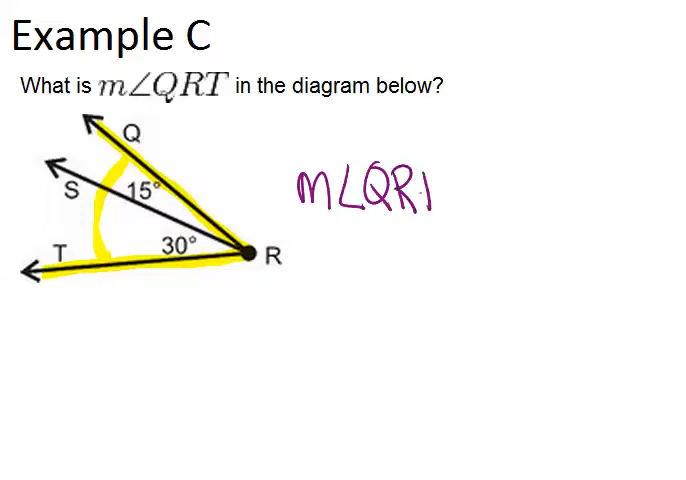 Example C
What is m∠QRT in the diagram below?
Q
S
15°
m∠QR
T
30°
R